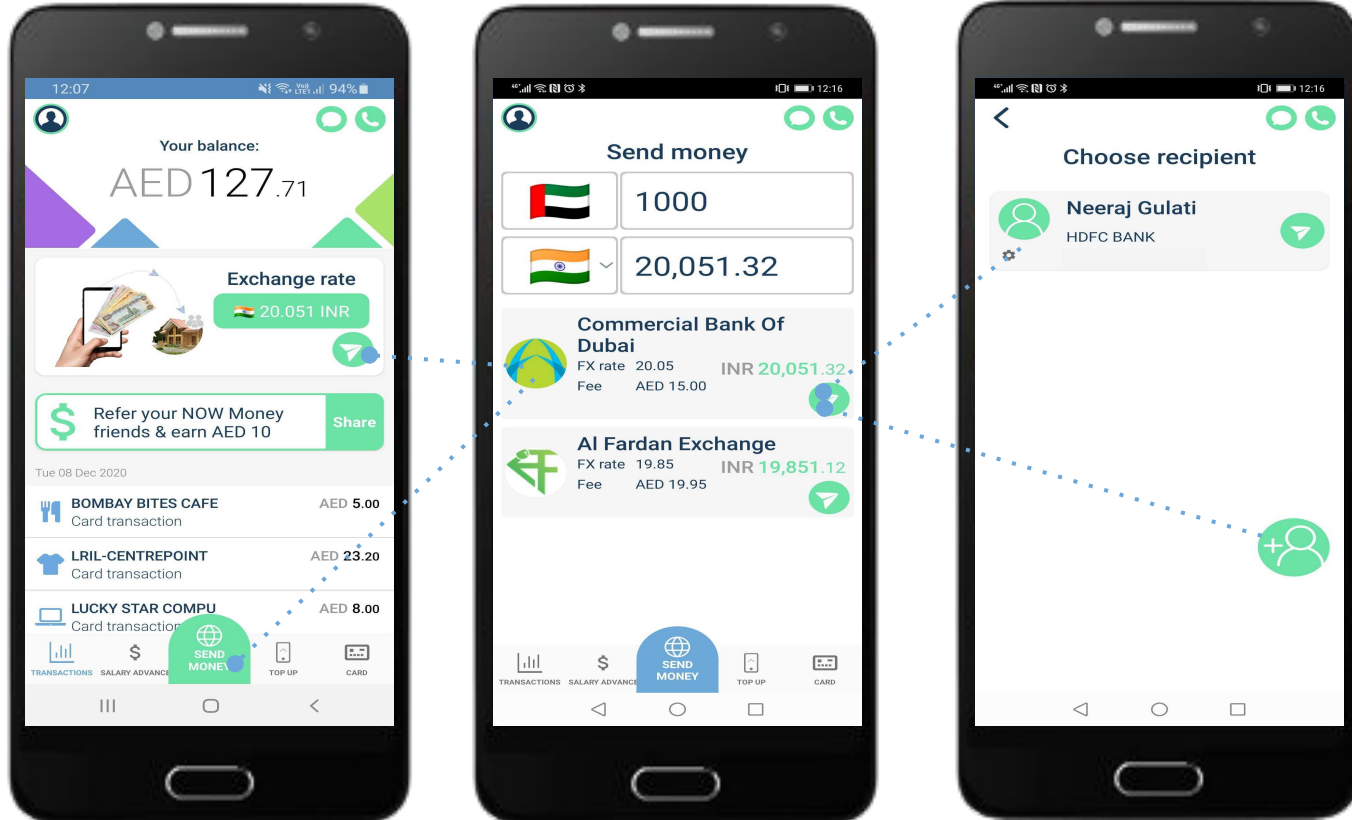 12:07
94%
Your balance:
AED 127.71
Exchange rate
20.051 INR
Refer your NOW Money
friends & earn AED 10
Share
Tue 08 Dec 2020
BOMBAY BITES CAFE AED 5.00
Card transaction
LRIL-CENTREPOINT AED 23.20
Card transaction
LUCKY STAR COMPU AED 8.00
Card transaction
SEND
MONEY
TRANSACTIONS SALARY ADVANCE TOP UP CARD
12:16
Send money
1000
20,051.32
Commercial Bank Of
Dubai
FX rate 20.05 INR 20,051.32
Fee AED 15.00
Al Fardan Exchange
FX rate 19.85 INR 19,851.12
Fee AED 19.95
SEND
MONEY
TRANSACTIONS SALARY ADVANCE TOP UP CARD
12:16
Choose recipient
Neeraj Gulati
HDFC BANK